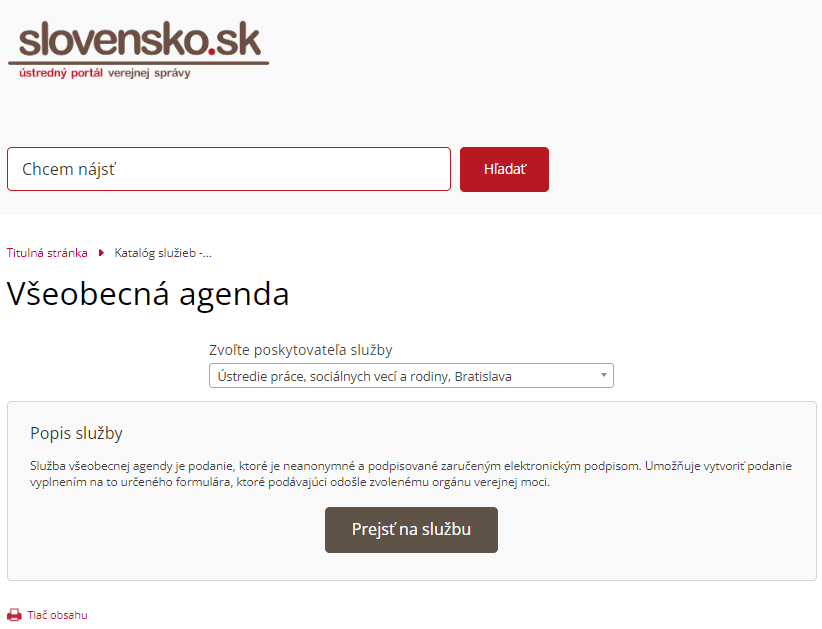 slovensko.sk
ústredný portál verejnej správy
Chcem nájsť
Hľadať
Titulná stránka
Katalóg služieb -...
Všeobecná agenda
Zvoľte poskytovateľa služby
Ústredie práce, sociálnych vecí a rodiny, Bratislava
Popis služby
Služba všeobecnej agendy je podanie, ktoré je neanonymné a podpisované zaručeným elektronickým podpisom. Umožňuje vytvoriť podanie
vyplnením na to určeného formulára, ktoré podávajúci odošle zvolenému orgánu verejnej moci.
Prejsť na službu
Tlač obsahu